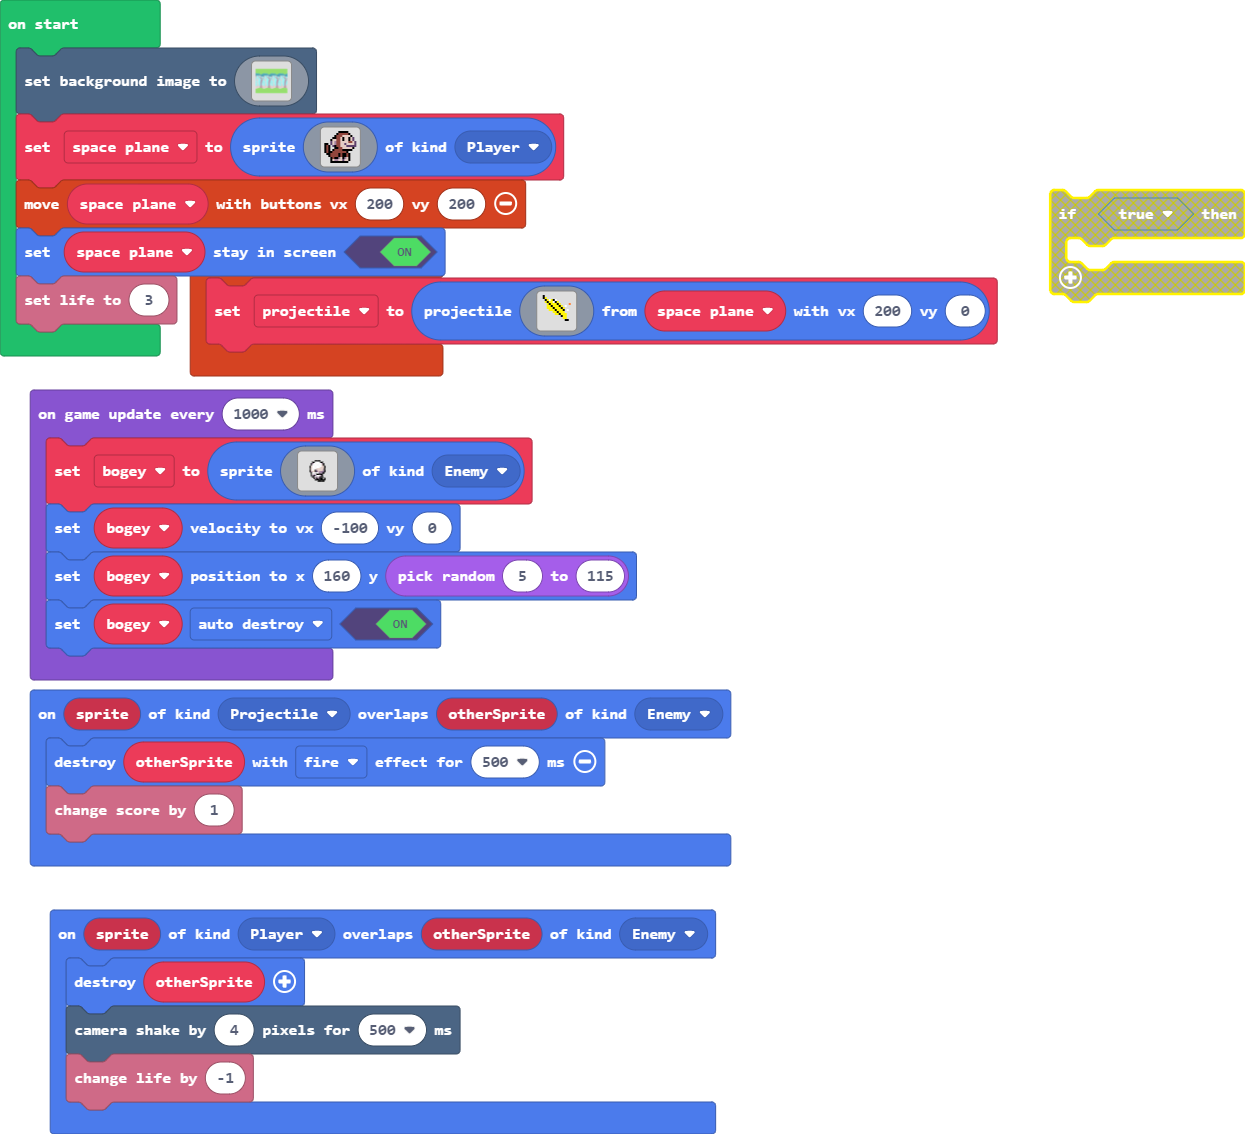 on start
set background image to
set space plane to sprite of kind Player
move space plane with buttons vx 200 vy 200
set space plane stay in screen ON
set life to 3
set projectile to projectile from space plane with vx 200 vy 0
if true then
on game update every 1000 ms
set bogey to sprite of kind Enemy
set bogey velocity to vx -100 vy 0
set bogey position to x 160 y pick random 5 to 115
set bogey auto destroy ON
on sprite of kind Projectile overlaps otherSprite of kind Enemy
destroy otherSprite with fire effect for 500 ms
change score by 1
on sprite of kind Player overlaps otherSprite of kind Enemy
destroy otherSprite
camera shake by 4 pixels for 500 ms
change life by -1